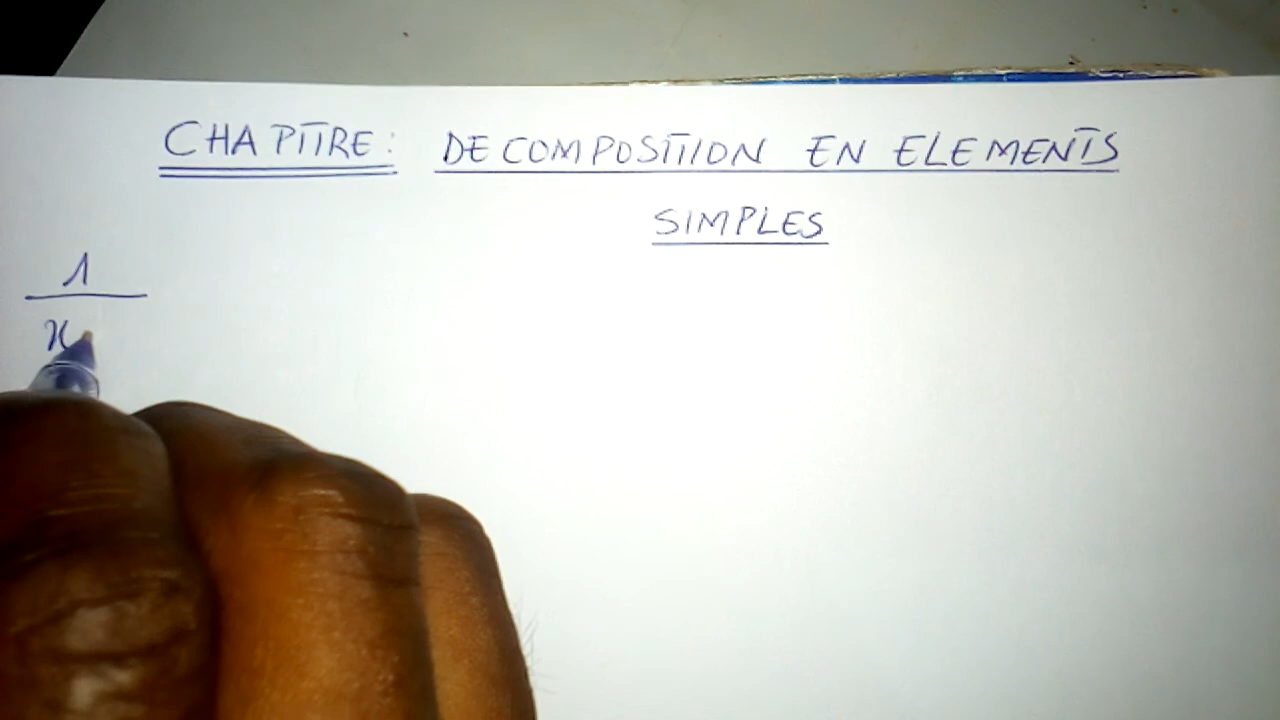 CHAPITRE: DECOMPOSITION EN ELEMENTS
SIMPLES
1
x